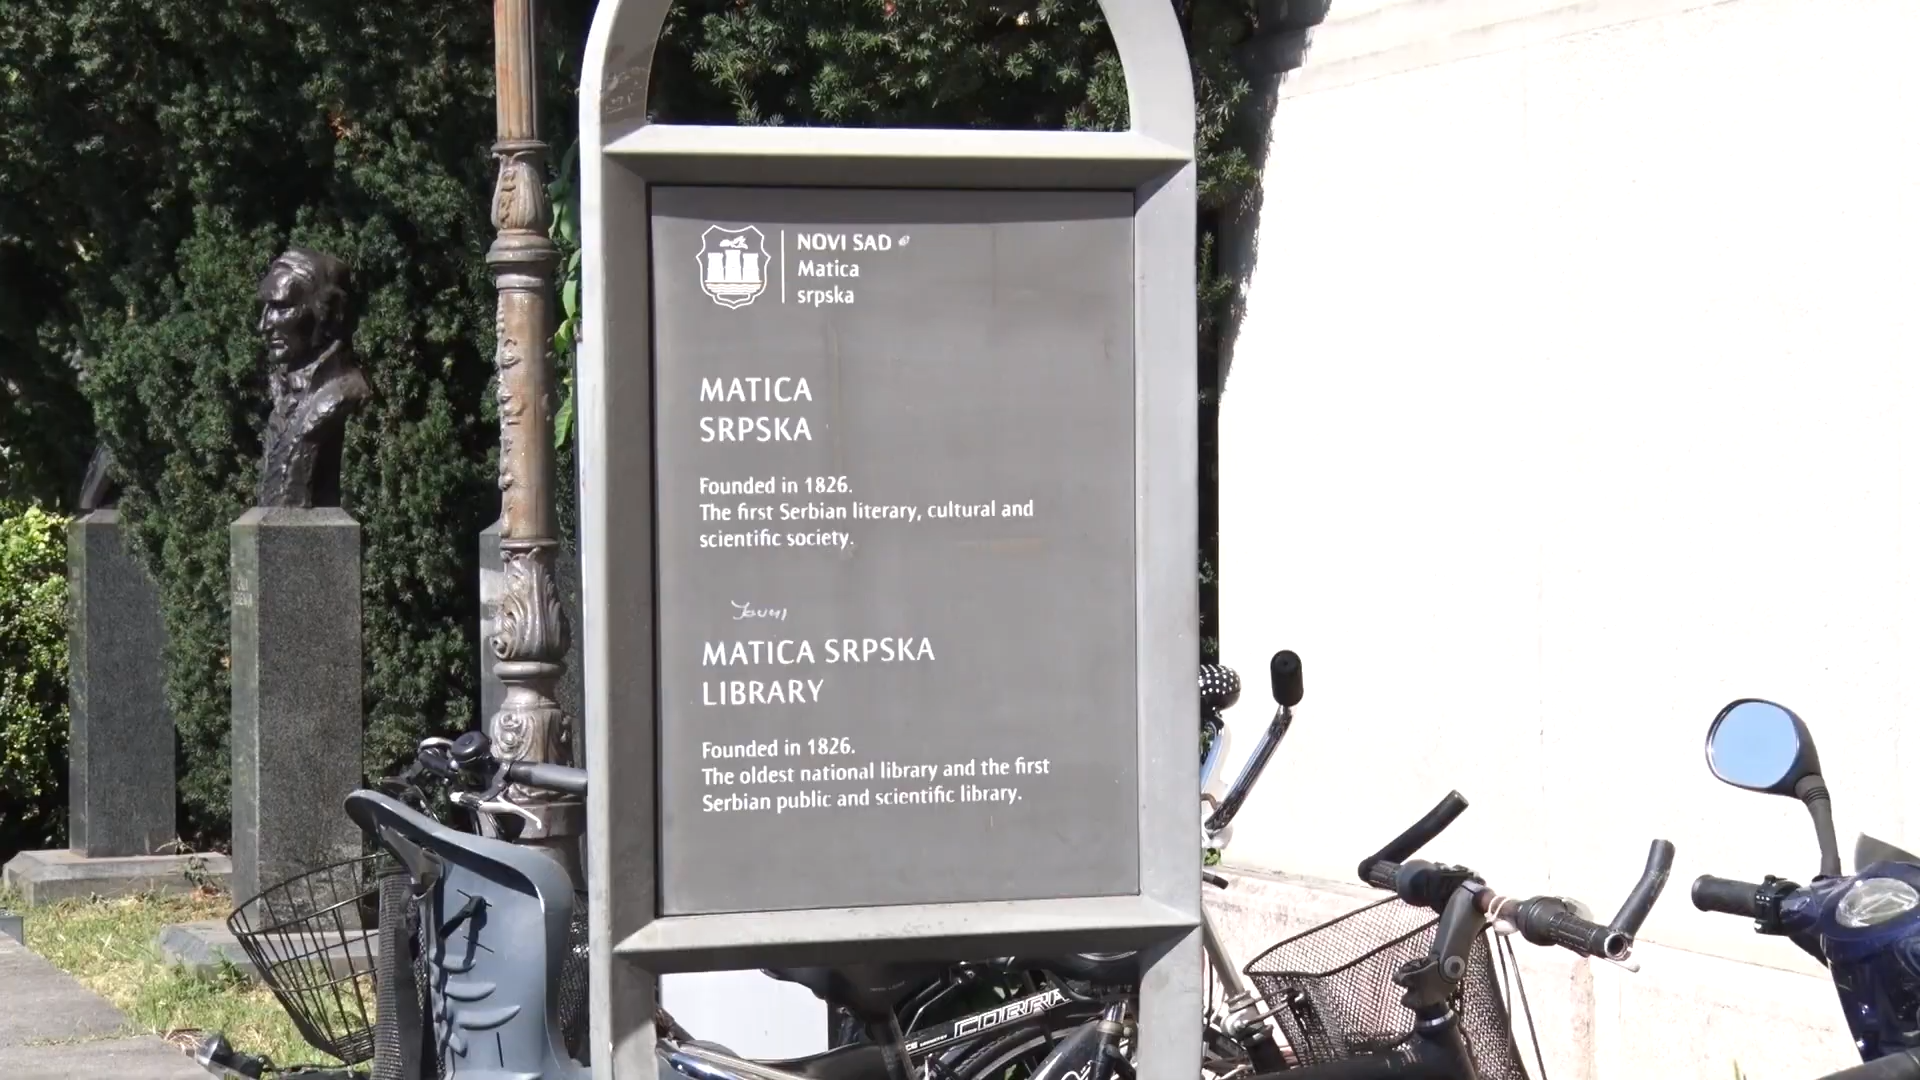 NOVI SAD
Matica
srpska
MATICA
SRPSKA
Founded in 1826.
The first Serbian literary, cultural and
scientific society.
MATICA SRPSKA
LIBRARY
Founded in 1826.
The oldest national library and the first
Serbian public and scientific library.
COBRA